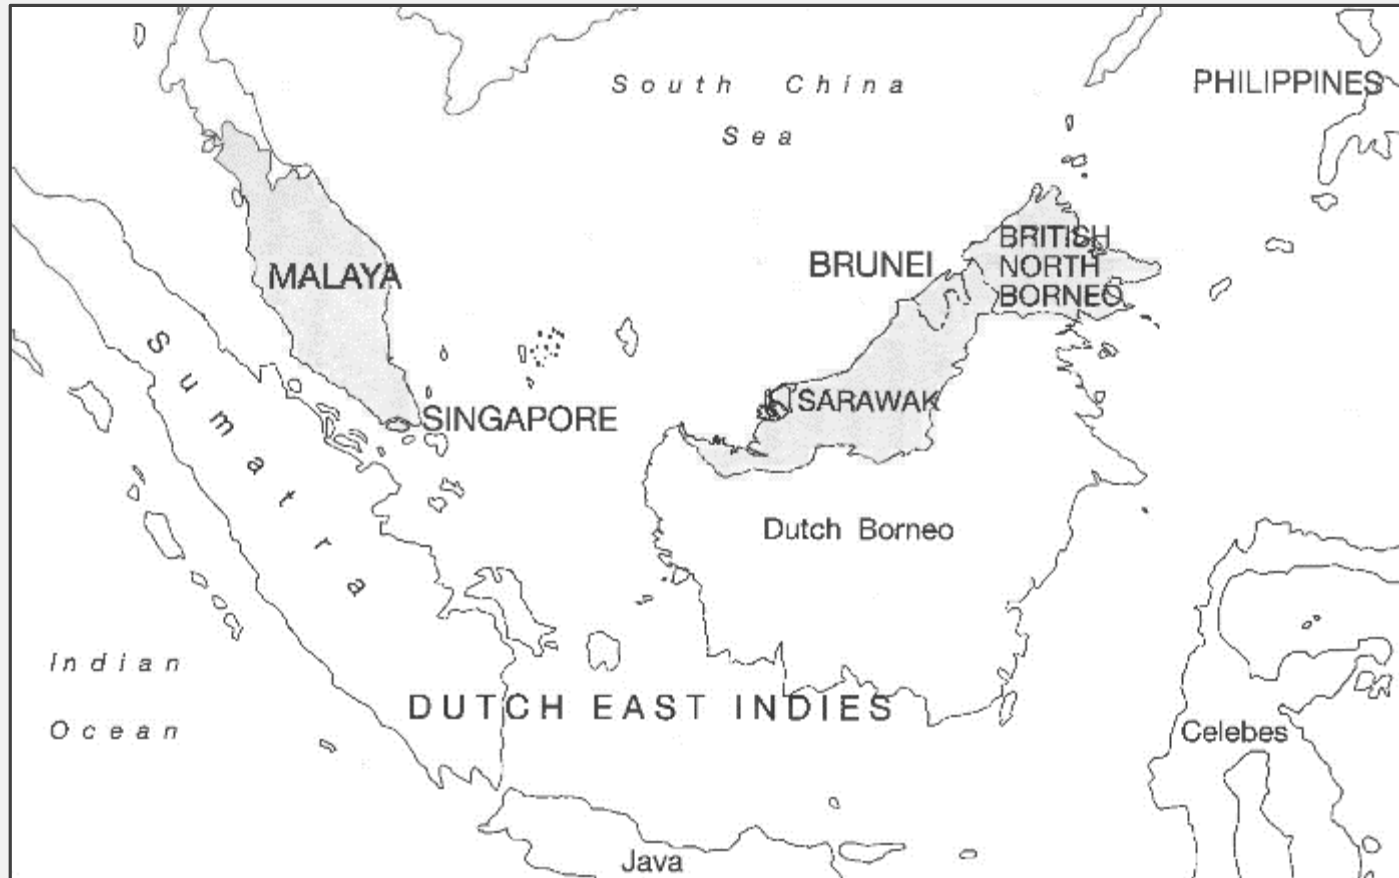 South China
Sea
PHILIPPINES
BRITISH
NORTH
BORNEO
BRUNEI
MALAYA
Sumatra
SARAWAK
SINGAPORE
Dutch Borneo
Indian
Ocean
DUTCH EAST INDIES
Celebes
Java